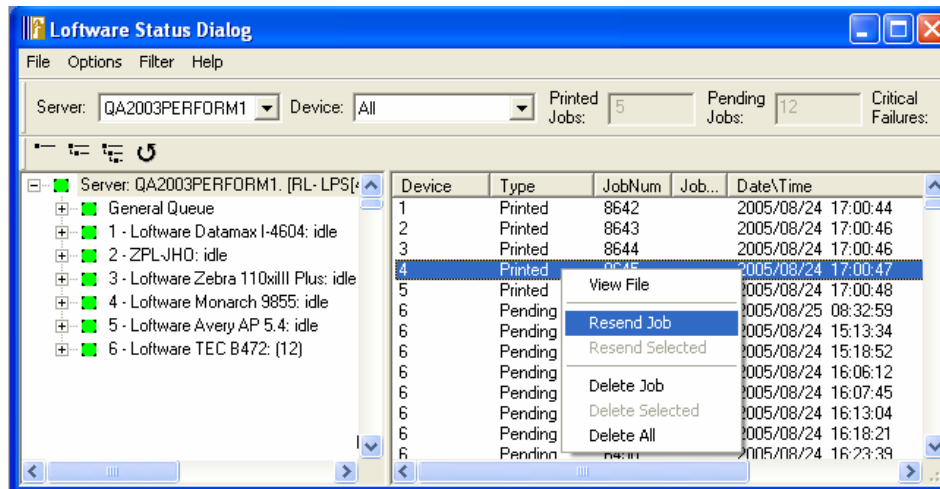 Loftware Status Dialog
File Options Filter Help
Server: QA2003PERFORM1 Device: All Printed Jobs: 5 Pending Jobs: 12 Critical Failures:
Server: QA2003PERFORM1. [RL- LPS[
General Queue
1 - Loftware Datamax I-4604: idle
2 - ZPL-JHO: idle
3 - Loftware Zebra 110xiIII Plus: idle
4 - Loftware Monarch 9855: idle
5 - Loftware Avery AP 5.4: idle
6 - Loftware TEC B472: (12)
Device Type JobNum Job... Date\Time
1 Printed 8642 2005/08/24 17:00:44
2 Printed 8643 2005/08/24 17:00:46
3 Printed 8644 2005/08/24 17:00:46
4 Printed 8645 2005/08/24 17:00:47
5 Printed 2005/08/24 17:00:48
6 Pending 2005/08/25 08:32:59
6 Pending 2005/08/24 15:13:34
6 Pending 2005/08/24 15:18:52
6 Pending 2005/08/24 16:06:12
6 Pending 2005/08/24 16:07:45
6 Pending 2005/08/24 16:13:04
6 Pending 2005/08/24 16:18:21
6 Pending 2005/08/24 16:23:39
View File
Resend Job
Resend Selected
Delete Job
Delete Selected
Delete All